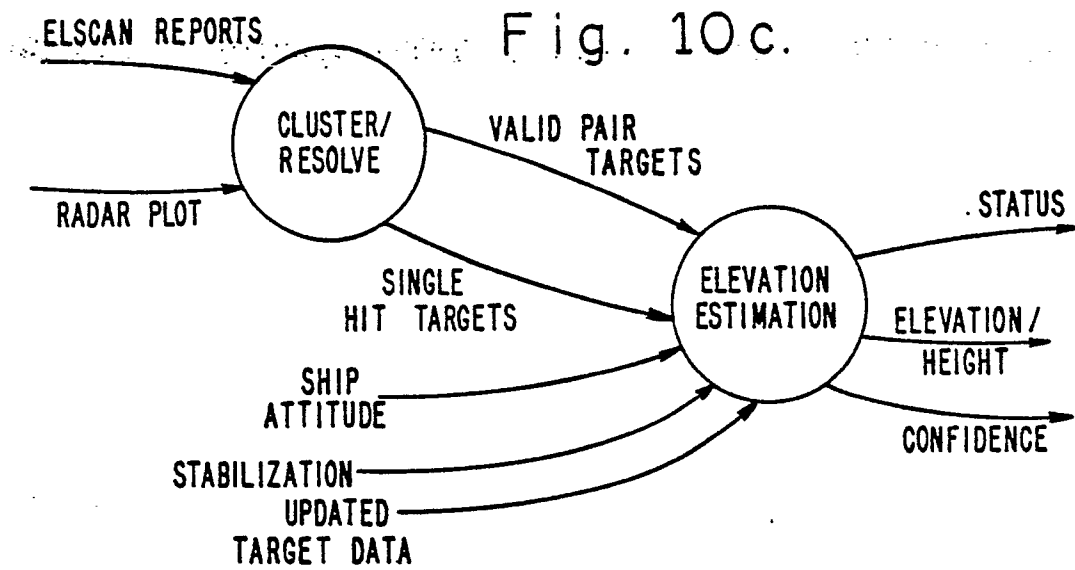 Fig. 10c.
ELSCAN REPORTS
CLUSTER/
RESOLVE
RADAR PLOT
VALID PAIR
TARGETS
SINGLE
HIT TARGETS
ELEVATION
ESTIMATION
STATUS
ELEVATION/
HEIGHT
CONFIDENCE
SHIP
ATTITUDE
STABILIZATION
UPDATED
TARGET DATA